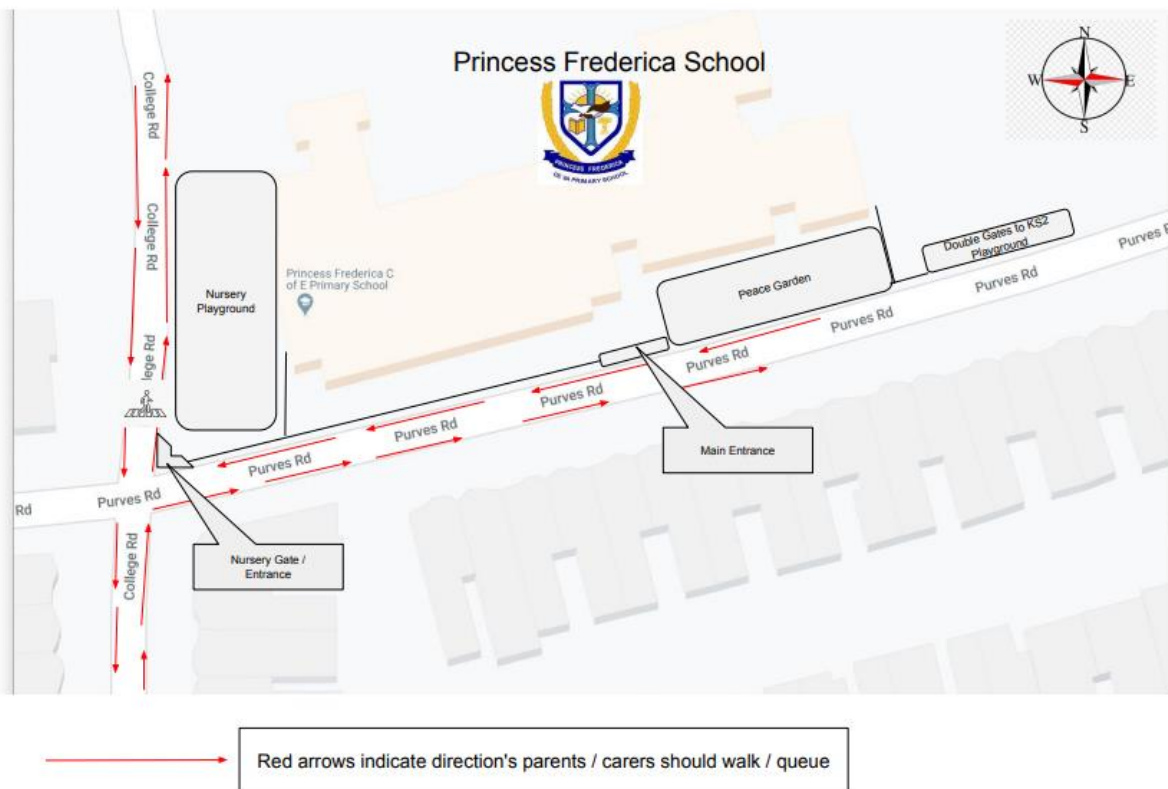 Princess Frederica School
N
W
E
S
PRINCESS FREDERICA
CE VA PRIMARY SCHOOL
College Rd
College Rd
lege Rd
Nursery
Playground
Princess Frederica C
of E Primary School
Peace Garden
Double Gates to KS2
Playground
Purves R
Purves Rd
Purves Rd
Purves Rd
Purves Rd
Purves Rd
Purves Rd
Main Entrance
Purves Rd
Rd
College Rd
Nursery Gate /
Entrance
Red arrows indicate direction's parents / carers should walk / queue